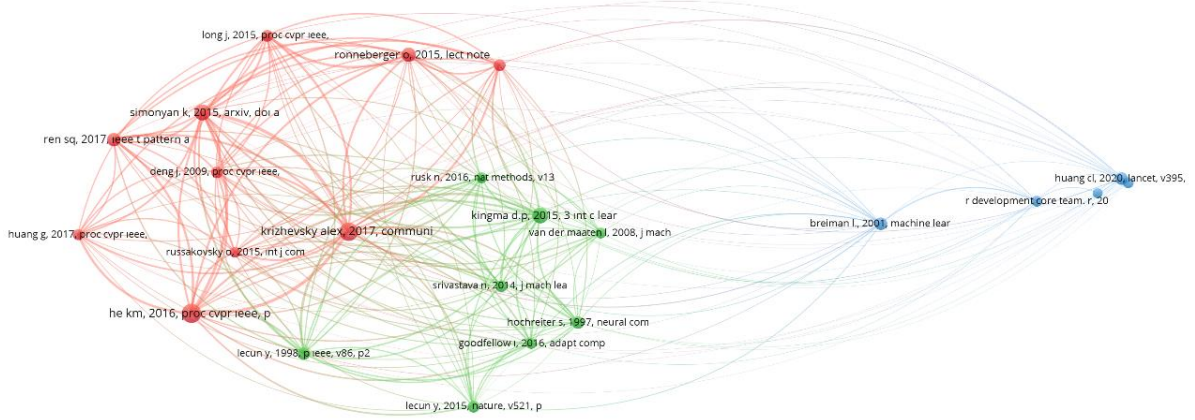 long j, 2015, proc cvpr ieee,
ronneberger o, 2015, lect note
simonyan k, 2015, arxiv, doi a
ren sq, 2017, ieee t pattern a
deng j, 2009, proc cvpr ieee,
rusk n, 2016, nat methods, v13
huang cl, 2020, lancet, v395,
r development core team. r, 20
kingma d.p, 2015, 3 int c lear
breiman l., 2001, machine lear
huang g, 2017, proc cvpr ieee,
krizhevsky alex, 2017, communi
van der maaten l, 2008, j mach
russakovsky o, 2015, int j com
srivastava n, 2014, j mach lea
he km, 2016, proc cvpr ieee, p
hochreiter s, 1997, neural com
goodfellow i, 2016, adapt comp
lecun y, 1998, p ieee, v86, p2
lecun y, 2015, nature, v521, p